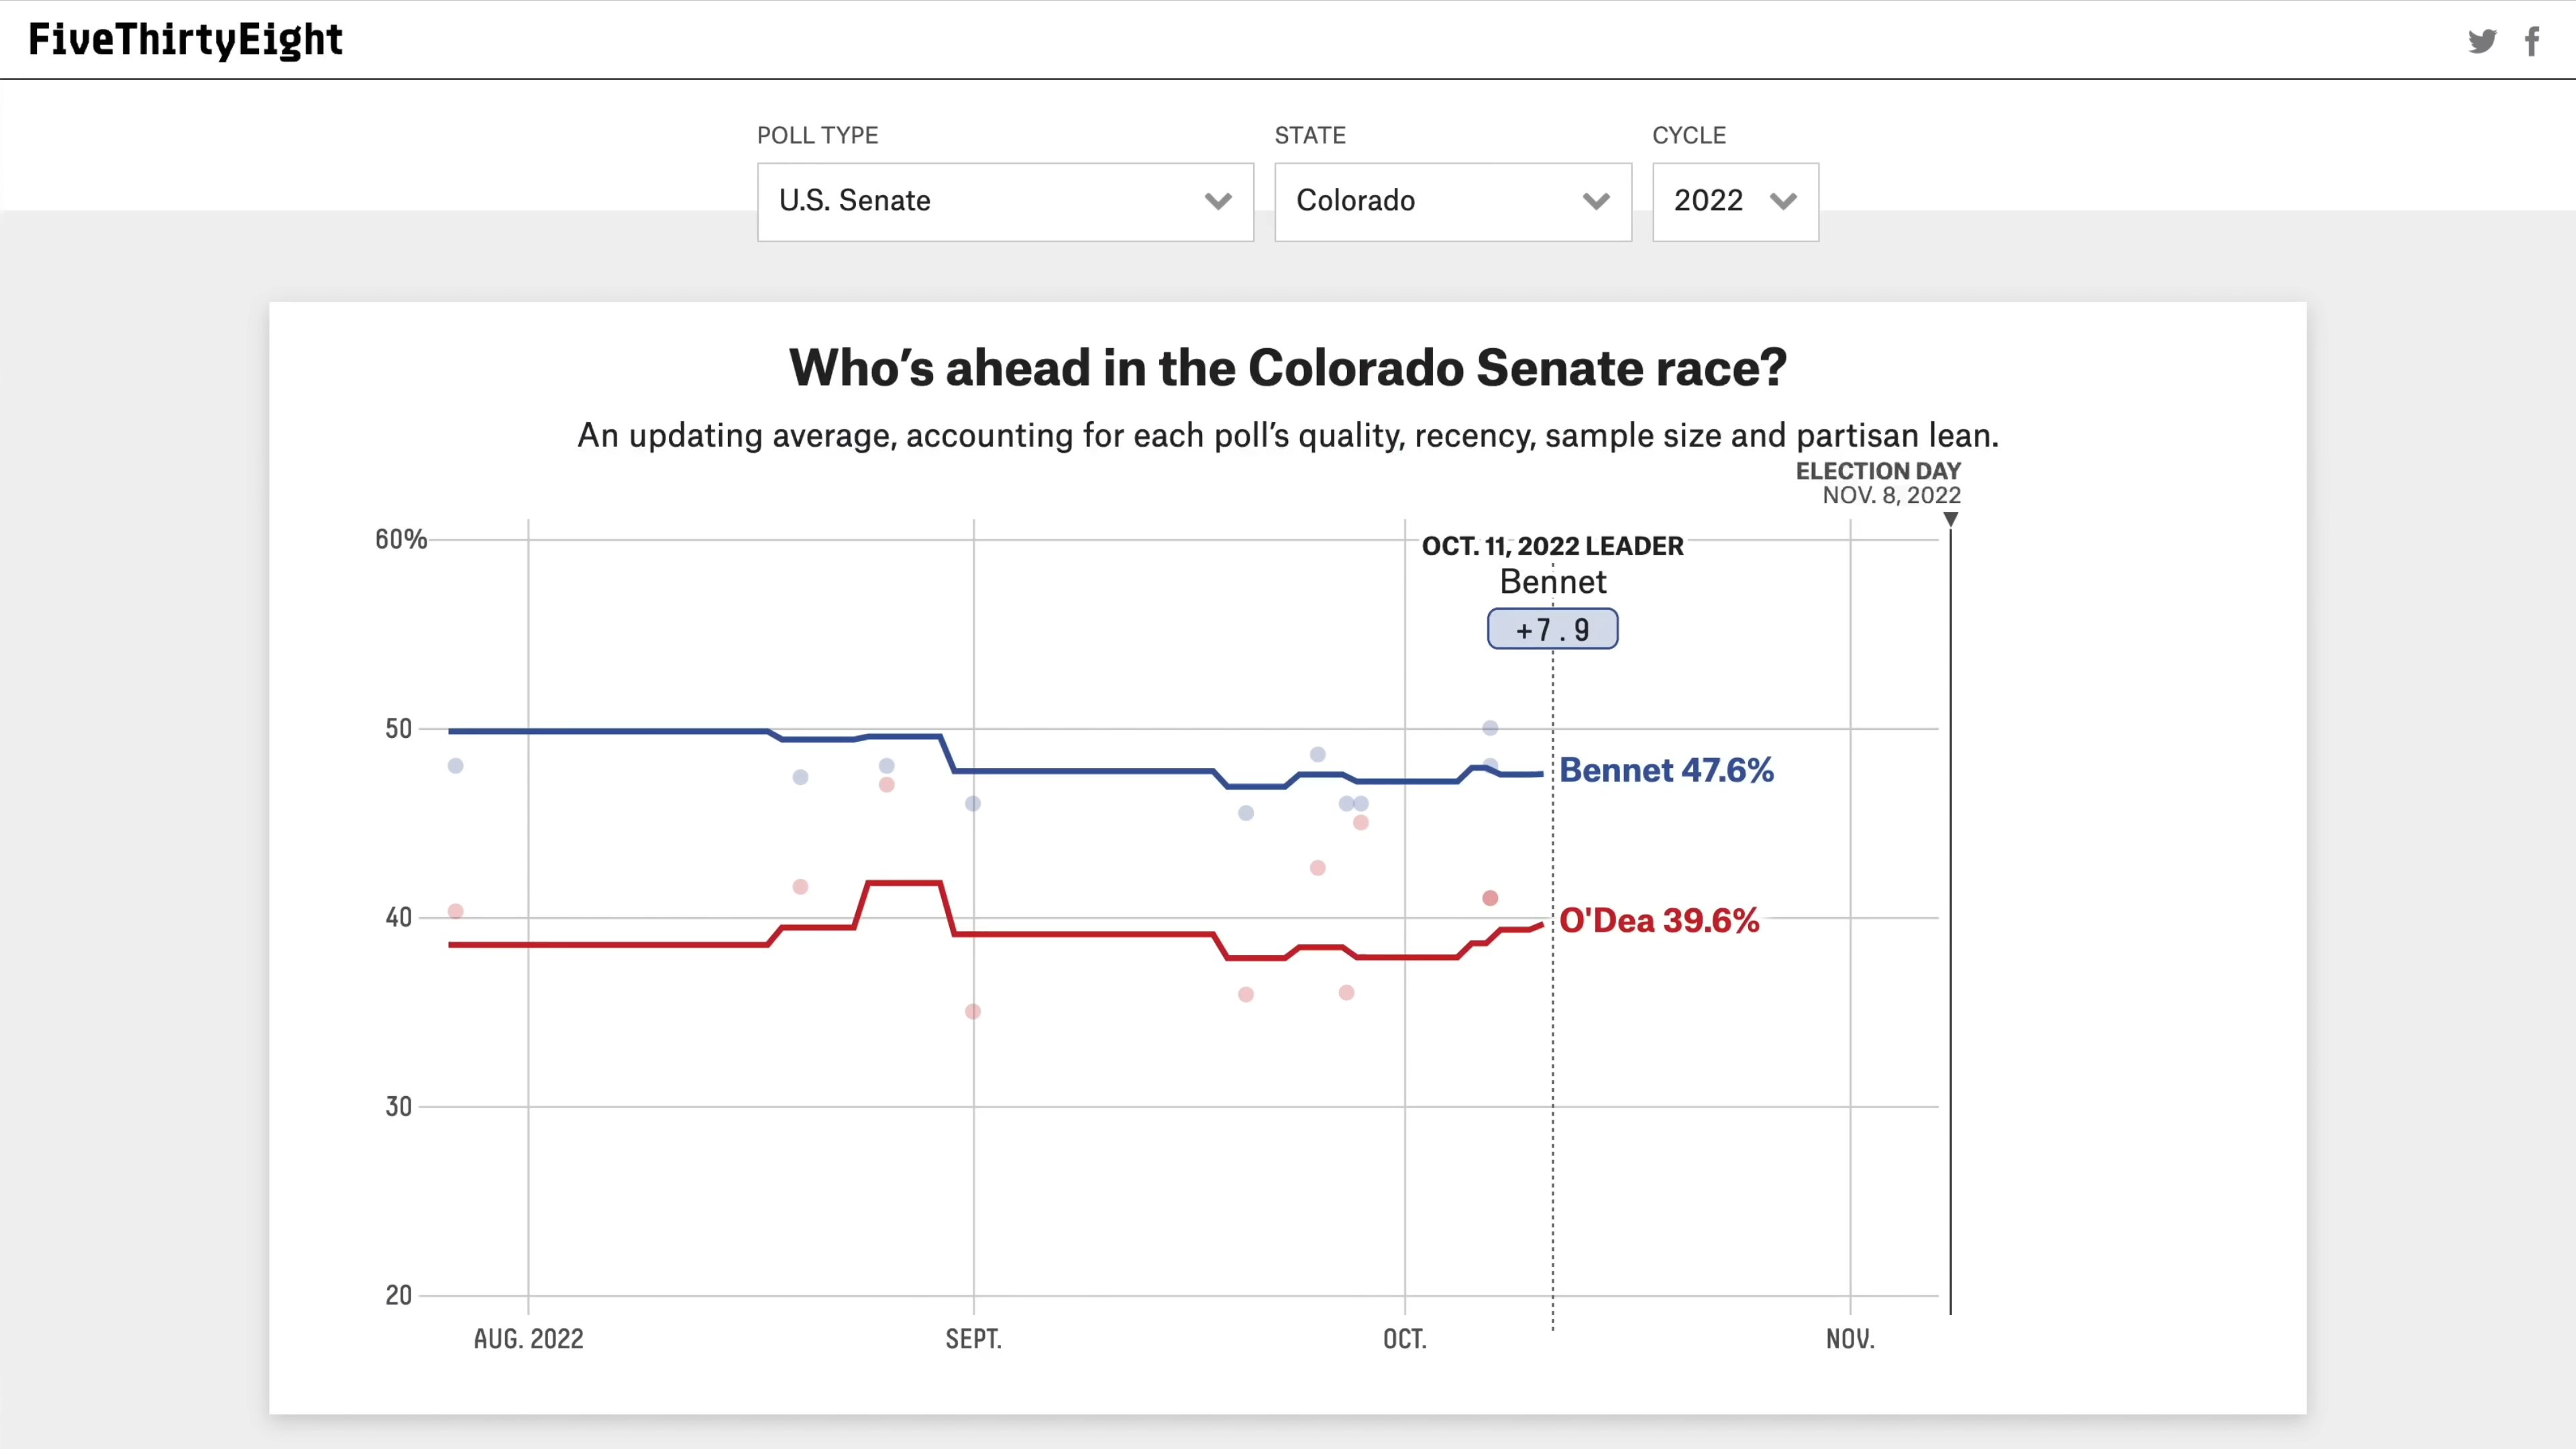 FiveThirtyEight
POLL TYPE
STATE
CYCLE
U.S. Senate
Colorado
2022
Who’s ahead in the Colorado Senate race?
An updating average, accounting for each poll’s quality, recency, sample size and partisan lean.
ELECTION DAY
NOV. 8, 2022
60%
OCT. 11, 2022 LEADER
Bennet
+7.9
50
Bennet 47.6%
40
O'Dea 39.6%
30
20
AUG. 2022
SEPT.
OCT.
NOV.